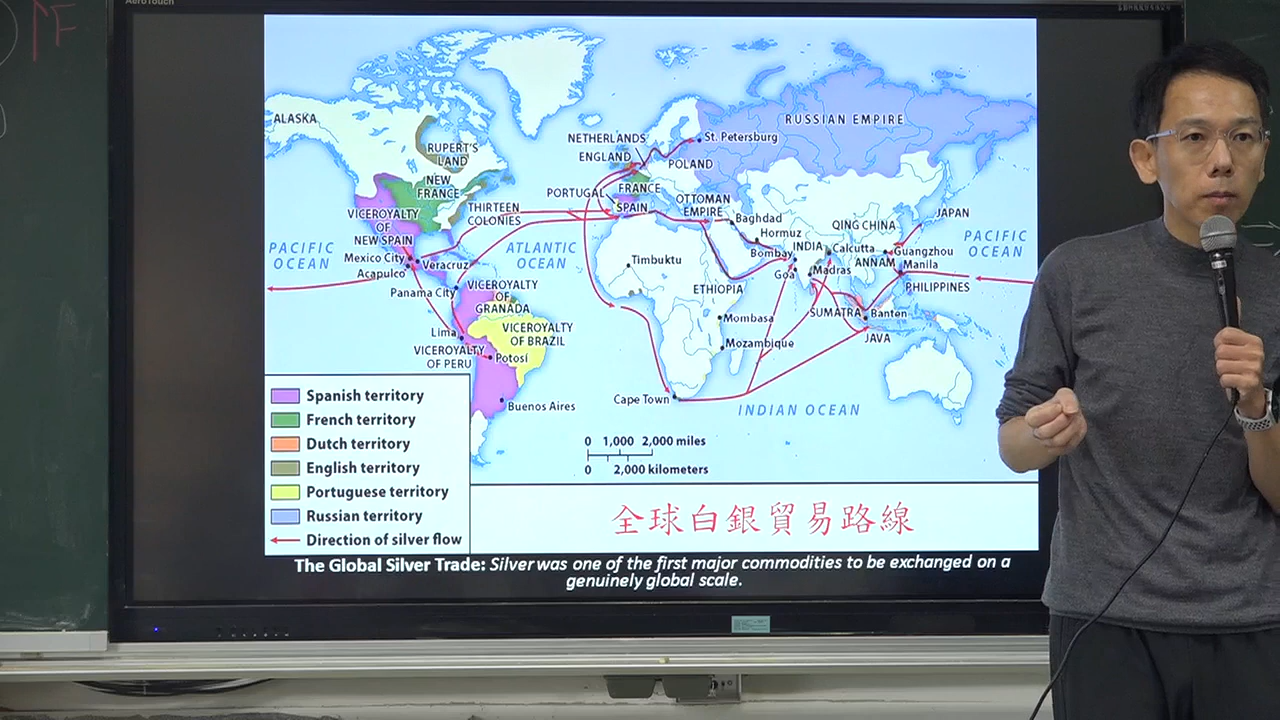 AeroTouch
ALASKA
RUPERT'S
LAND
NEW
FRANCE
THIRTEEN
COLONIES
VICEROYALTY
OF
NEW SPAIN
PACIFIC
OCEAN
Mexico City
Acapulco
Veracruz
Panama City
VICEROYALTY
OF
GRANADA
Lima
VICEROYALTY
OF PERU
Potosí
VICEROYALTY
OF BRAZIL
Buenos Aires
ATLANTIC
OCEAN
NETHERLANDS
ENGLAND
PORTUGAL
FRANCE
SPAIN
St. Petersburg
POLAND
RUSSIAN EMPIRE
OTTOMAN
EMPIRE
Baghdad
Hormuz
Bombay
INDIA
Goa
Calcutta
Madras
QING CHINA
JAPAN
Guangzhou
ANNAM
Manila
PHILIPPINES
PACIFIC
OCEAN
Timbuktu
ETHIOPIA
Mombasa
Mozambique
Cape Town
SUMATRA
Banten
JAVA
INDIAN OCEAN
0 1,000 2,000 miles
0 2,000 kilometers
Spanish territory
French territory
Dutch territory
English territory
Portuguese territory
Russian territory
Direction of silver flow
全球白銀貿易路線
The Global Silver Trade: Silver was one of the first major commodities to be exchanged on a
genuinely global scale.